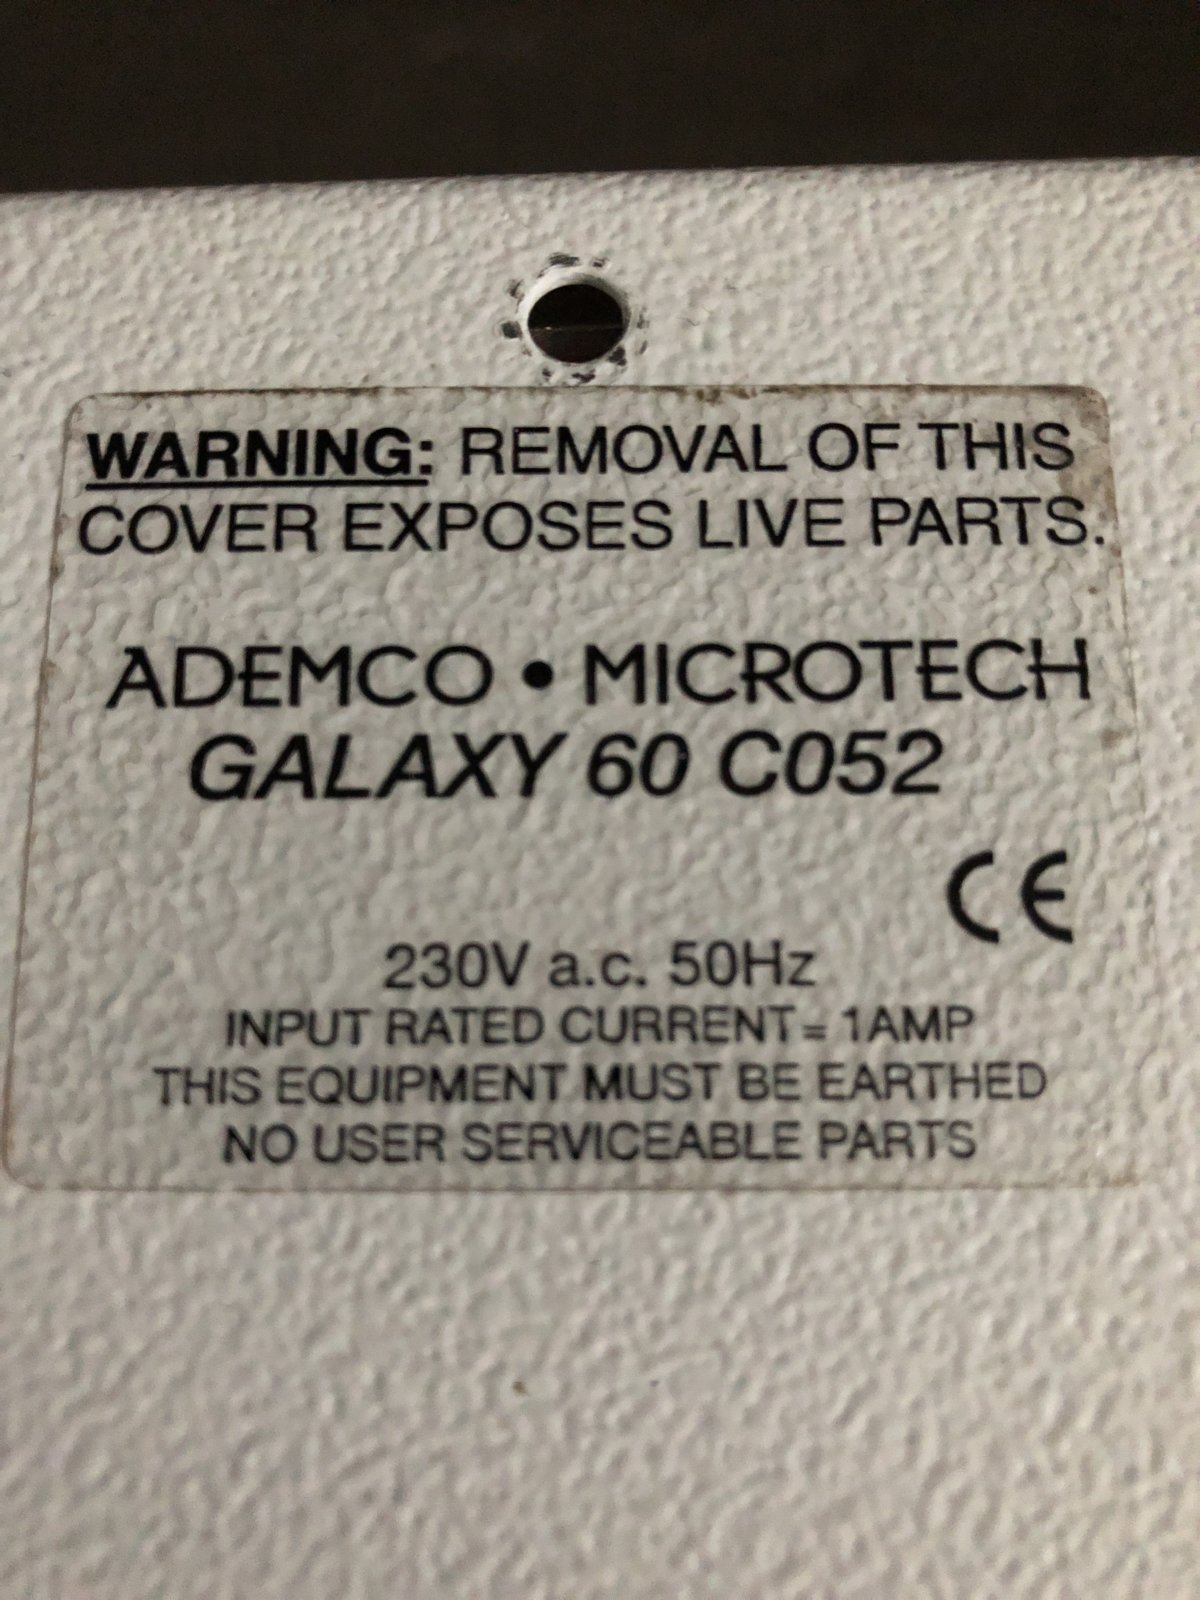 WARNING: REMOVAL OF THIS
COVER EXPOSES LIVE PARTS.
ADEMCO • MICROTECH
GALAXY 60 C052
CE
230V a.c. 50Hz
INPUT RATED CURRENT= 1AMP
THIS EQUIPMENT MUST BE EARTHED
NO USER SERVICEABLE PARTS